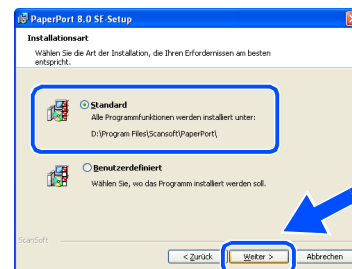 PaperPort 8.0 SE-Setup
Installationsart
Wählen Sie die Art der Installation, die Ihren Erfordernissen am besten
entspricht.
Standard
Alle Programmfunktionen werden installiert unter:
D:\Program Files\Scansoft\PaperPort\
Benutzerdefiniert
Wählen Sie, wo das Programm installiert werden soll.
ScanSoft
< Zurück Weiter > Abbrechen